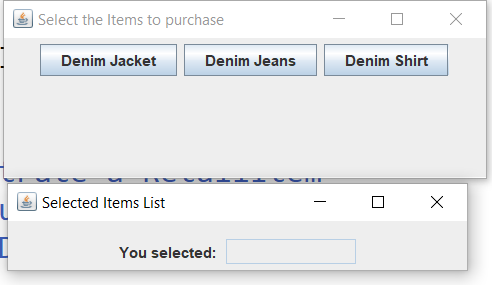 Select the Items to purchase
Denim Jacket Denim Jeans Denim Shirt
Selected Items List
You selected: